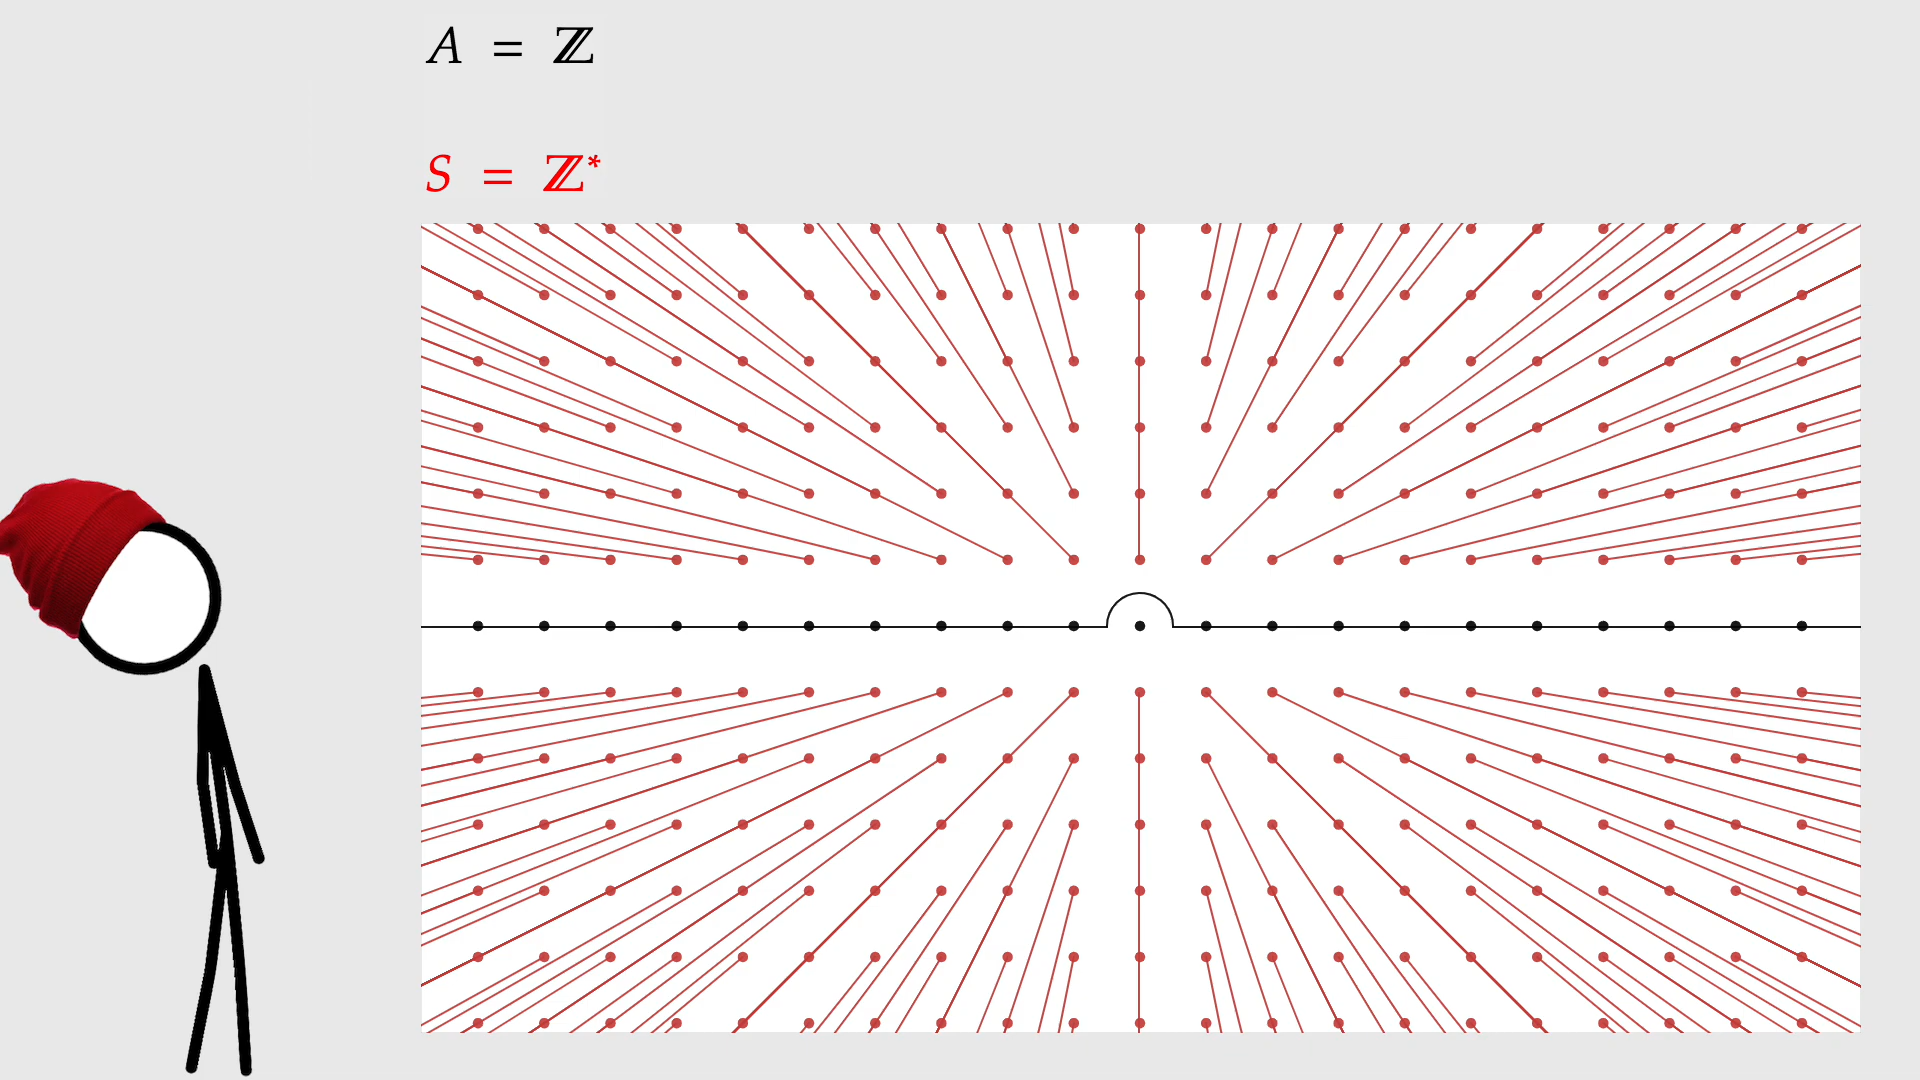 A = ℤ
S = ℤ*